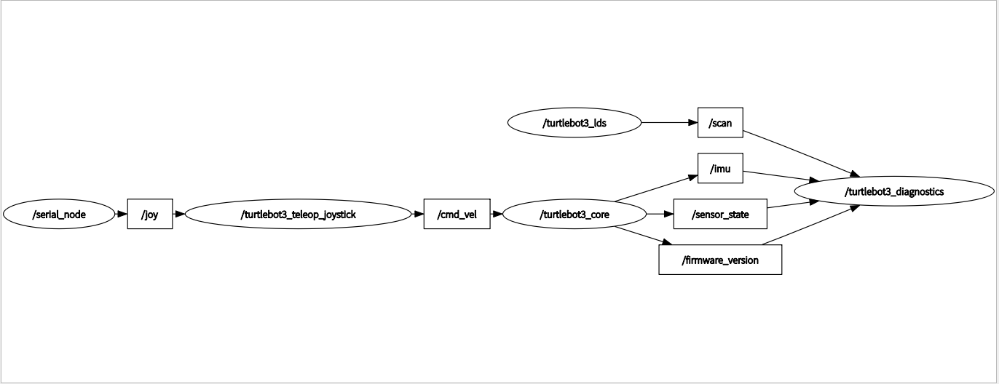 /turtlebot3_lds
/scan
/imu
/turtlebot3_diagnostics
/serial_node
/joy
/turtlebot3_teleop_joystick
/cmd_vel
/turtlebot3_core
/sensor_state
/firmware_version